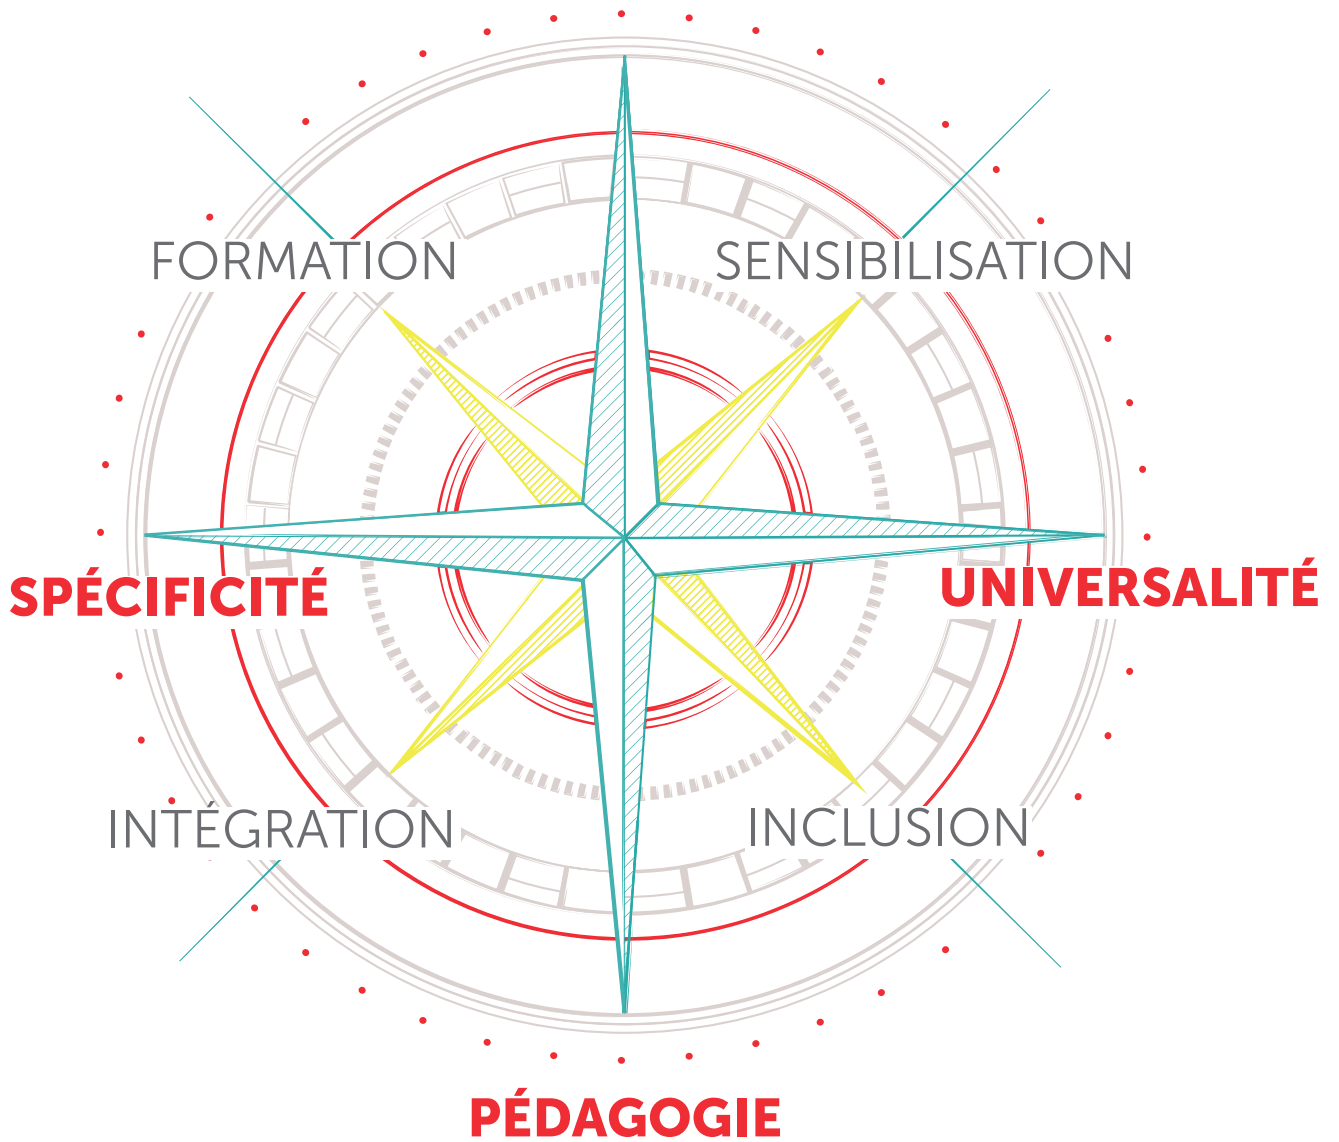 FORMATION
SENSIBILISATION
SPÉCIFICITÉ
UNIVERSALITÉ
INTÉGRATION
INCLUSION
PÉDAGOGIE